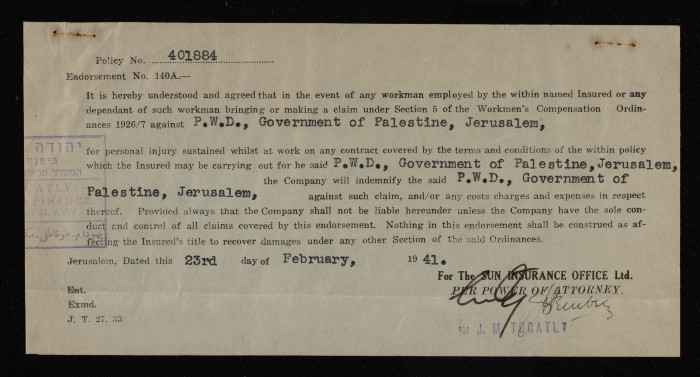 Policy No. 401884
Endorsement No. 140A.—
It is hereby understood and agreed that in the event of any workman employed by the within named Insured or any
dependant of such workman bringing or making a claim under Section 5 of the Workmen's Compensation Ordin-
ances 1926/7 against P.W.D., Government of Palestine, Jerusalem,
for personal injury sustained whilst at work on any contract covered by the terms and conditions of the within policy
which the Insured may be carrying out for he said P.W.D., Government of Palestine, Jerusalem,
the Company will indemnify the said P.W.D., Government of
Palestine, Jerusalem, against such claim, and/or any costs charges and expenses in respect
thereof. Provided always that the Company shall not be liable hereunder unless the Company have the sole con-
duct and control of all claims covered by this endorsement. Nothing in this endorsement shall be construed as af-
fecting the Insured's title to recover damages under any other Section of the said Ordinances.
Jerusalem, Dated this 23rd day of February, 1941.
For The SUN INSURANCE OFFICE Ltd.
PER POWER OF ATTORNEY.
Ent.
Exmd.
J. T. 27. 33
for J. M. TOCATLY
יהודה
TEL AVIV